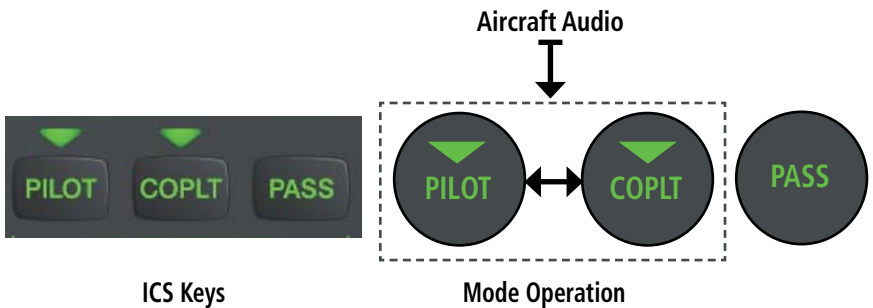 Aircraft Audio
PILOT COPLT PASS
PILOT COPLT PASS
ICS Keys
Mode Operation